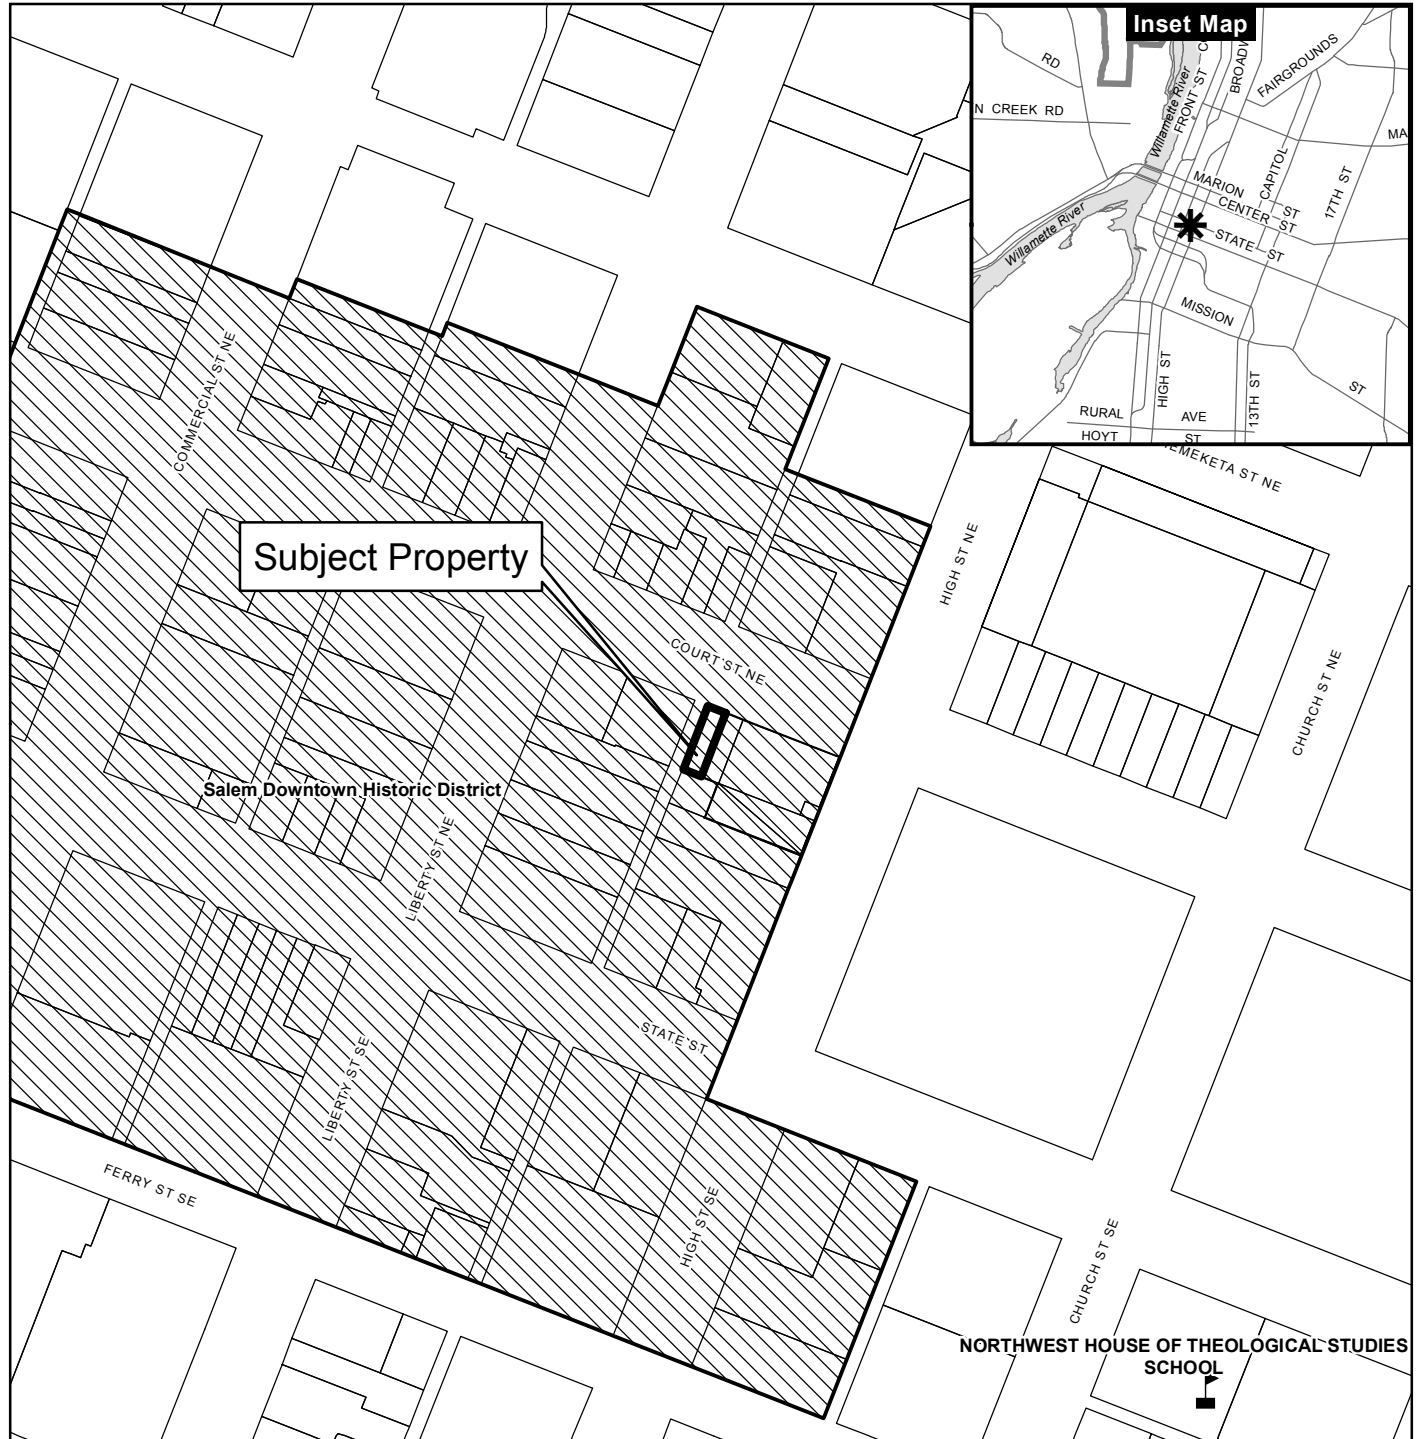 Inset Map
RD
N CREEK RD
Willamette River
FRONT ST
FAIRGROUNDS
MA
MARION ST
CENTER ST
CAPITOL
17TH ST
Willamette River
STATE ST
MISSION
HIGH ST
13TH ST
ST
RURAL AVE
HOYT ST
EMEKETA ST NE
COMMERCIAL ST NE
Subject Property
HIGH ST NE
COURT ST NE
CHURCH ST NE
Salem Downtown Historic District
LIBERTY ST NE
STATE ST
LIBERTY ST SE
FERRY ST SE
HIGH ST SE
CHURCH ST SE
NORTHWEST HOUSE OF THEOLOGICAL STUDIES
SCHOOL